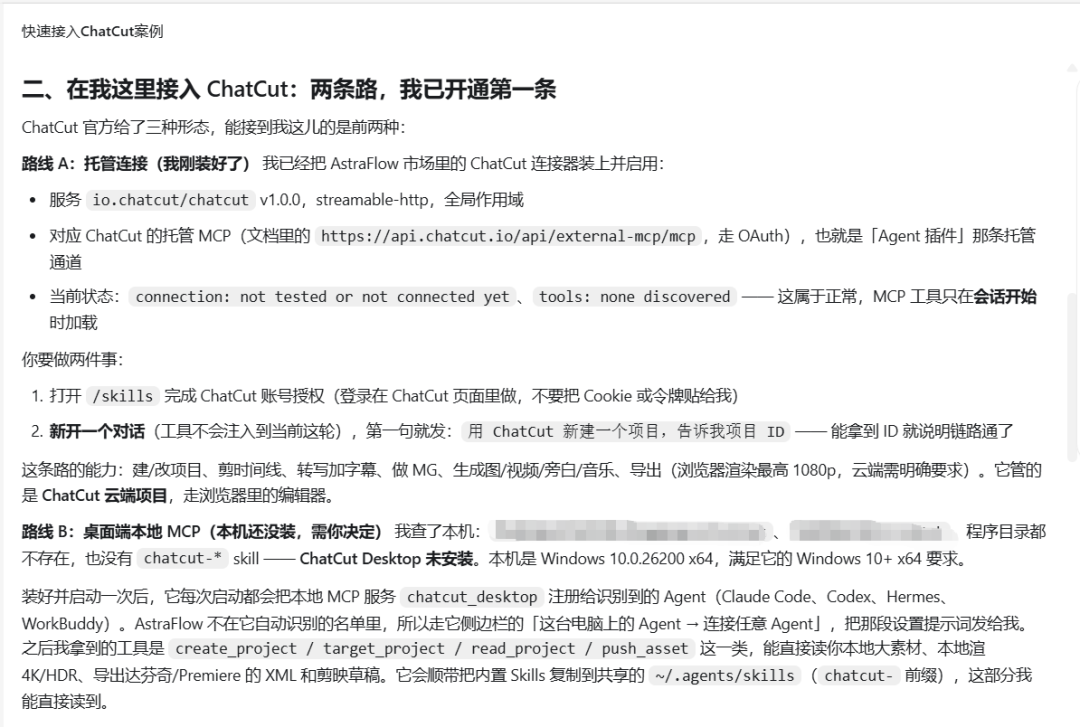 快速接入ChatCut案例
二、在我这里接入 ChatCut：两条路，我已开通第一条
ChatCut 官方给了三种形态，能接到我这儿的是前两种：
路线 A：托管连接（我刚装好了） 我已经把 AstraFlow 市场里的 ChatCut 连接器装上并启用：
• 服务 io.chatcut/chatcut v1.0.0，streamable-http，全局作用域
• 对应 ChatCut 的托管 MCP（文档里的 https://api.chatcut.io/api/external-mcp/mcp，走 OAuth），也就是「Agent 插件」那条托管
通道
• 当前状态：connection: not tested or not connected yet、tools: none discovered —— 这属于正常，MCP 工具只在会话开始
时加载
你要做两件事：
1. 打开 /skills 完成 ChatCut 账号授权（登录在 ChatCut 页面里做，不要把 Cookie 或令牌贴给我）
2. 新开一个对话（工具不会注入到当前这轮），第一句就发：用 ChatCut 新建一个项目，告诉我项目 ID —— 能拿到 ID 就说明链路通了
这条路的能力：建/改项目、剪时间线、转写加字幕、做 MG、生成图/视频/旁白/音乐、导出（浏览器渲染最高 1080p，云端需明确要求）。它管的
是 ChatCut 云端项目，走浏览器里的编辑器。
路线 B：桌面端本地 MCP（本机还没装，需你决定） 我查了本机：、程序目录都
不存在，也没有 chatcut-* skill —— ChatCut Desktop 未安装。本机是 Windows 10.0.26200 x64，满足它的 Windows 10+ x64 要求。
装好并启动一次后，它每次启动都会把本地 MCP 服务 chatcut_desktop 注册给识别到的 Agent（Claude Code、Codex、Hermes、
WorkBuddy）。AstraFlow 不在它自动识别的名单里，所以走它侧边栏的「这台电脑上的 Agent → 连接任意 Agent」，把那段设置提示词发给我。
之后我拿到的工具是 create_project / target_project / read_project / push_asset 这一类，能直接读你本地大素材、本地渲
4K/HDR、导出达芬奇/Premiere 的 XML 和剪映草稿。它会顺带把内置 Skills 复制到共享的 ~/.agents/skills（chatcut- 前缀），这部分我
能直接读到。